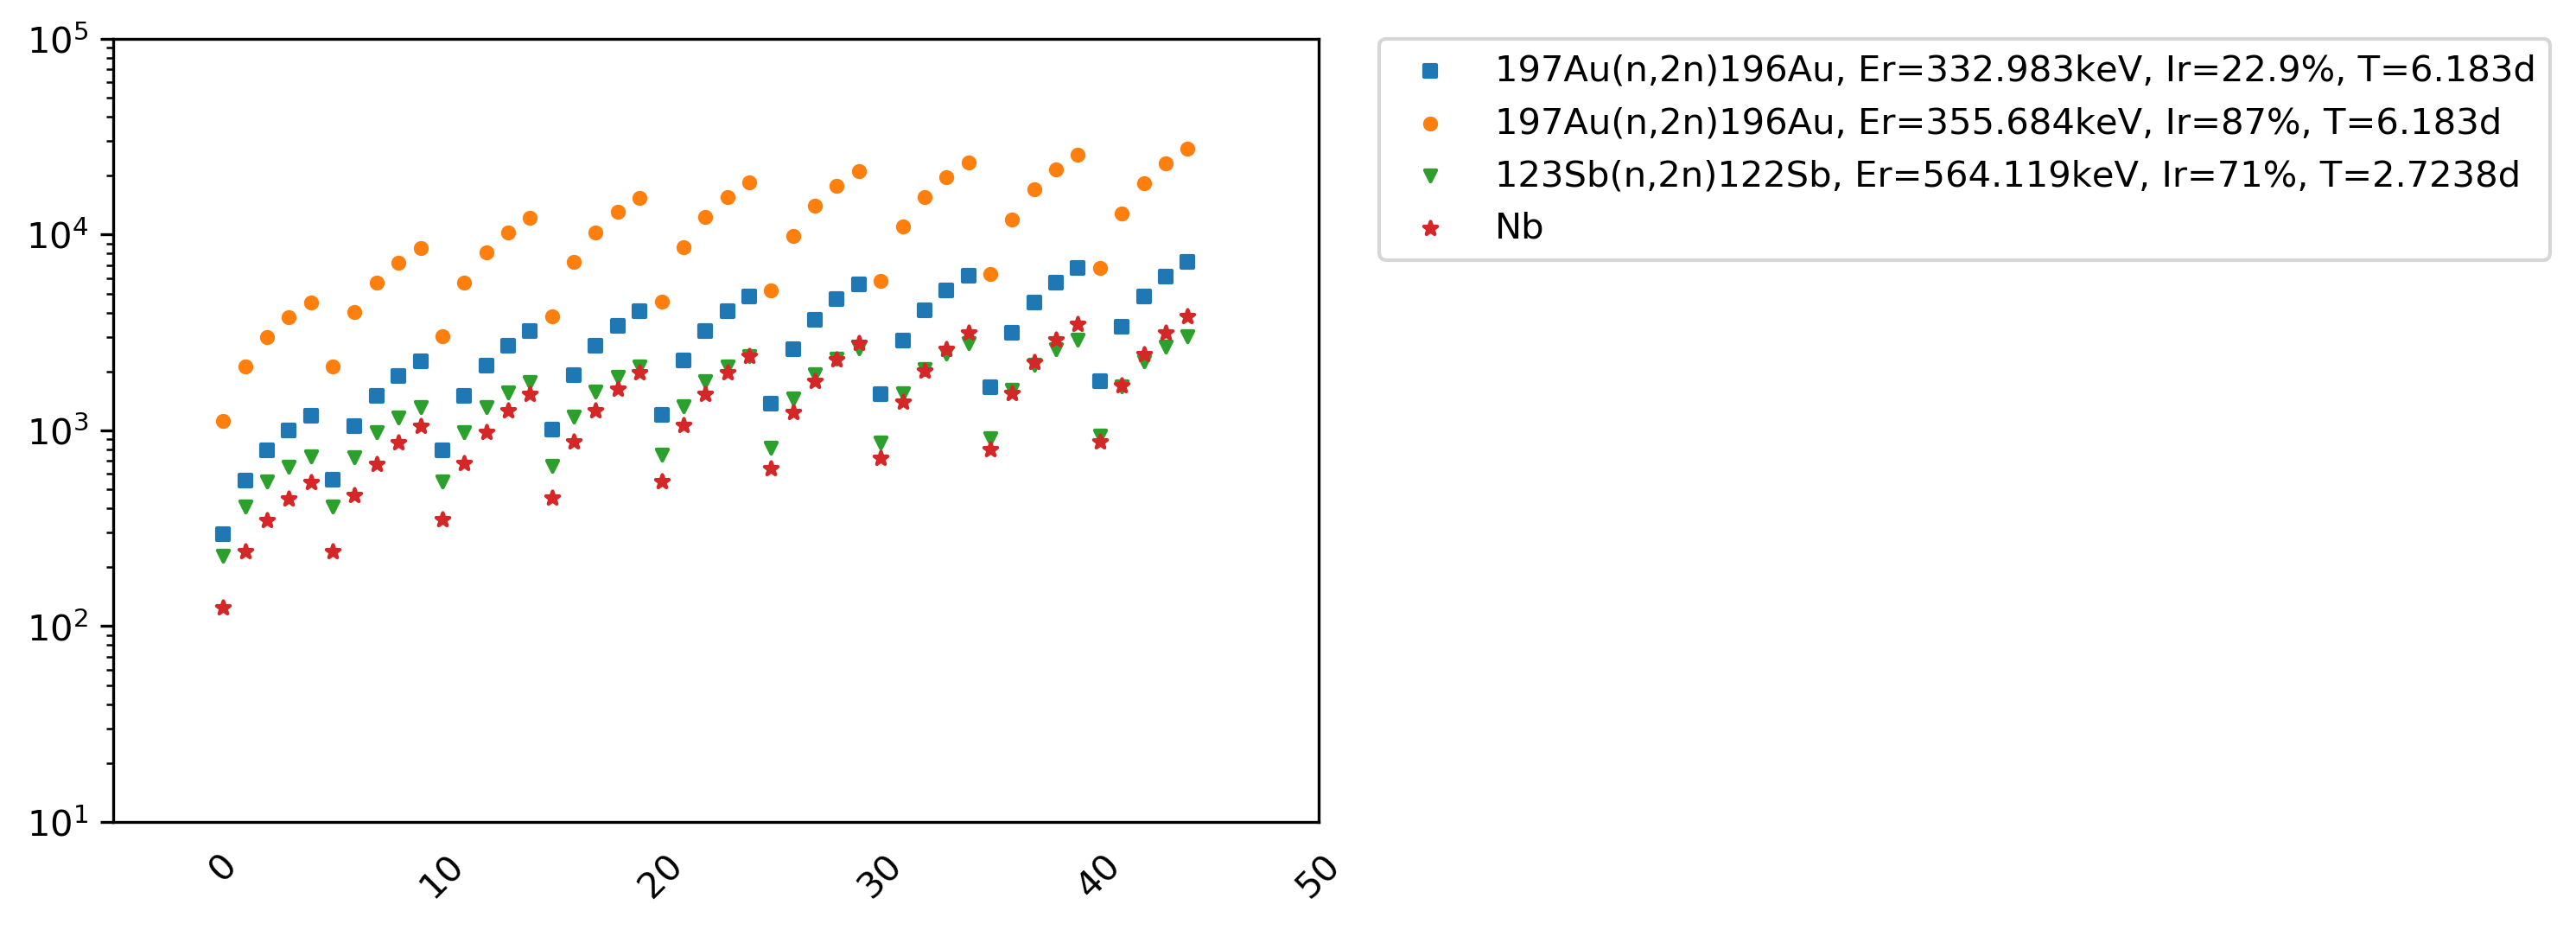 10^5
10^4
10^3
10^2
10^1
0
10
20
30
40
50
197Au(n,2n)196Au, Er=332.983keV, Ir=22.9%, T=6.183d
197Au(n,2n)196Au, Er=355.684keV, Ir=87%, T=6.183d
123Sb(n,2n)122Sb, Er=564.119keV, Ir=71%, T=2.7238d
Nb